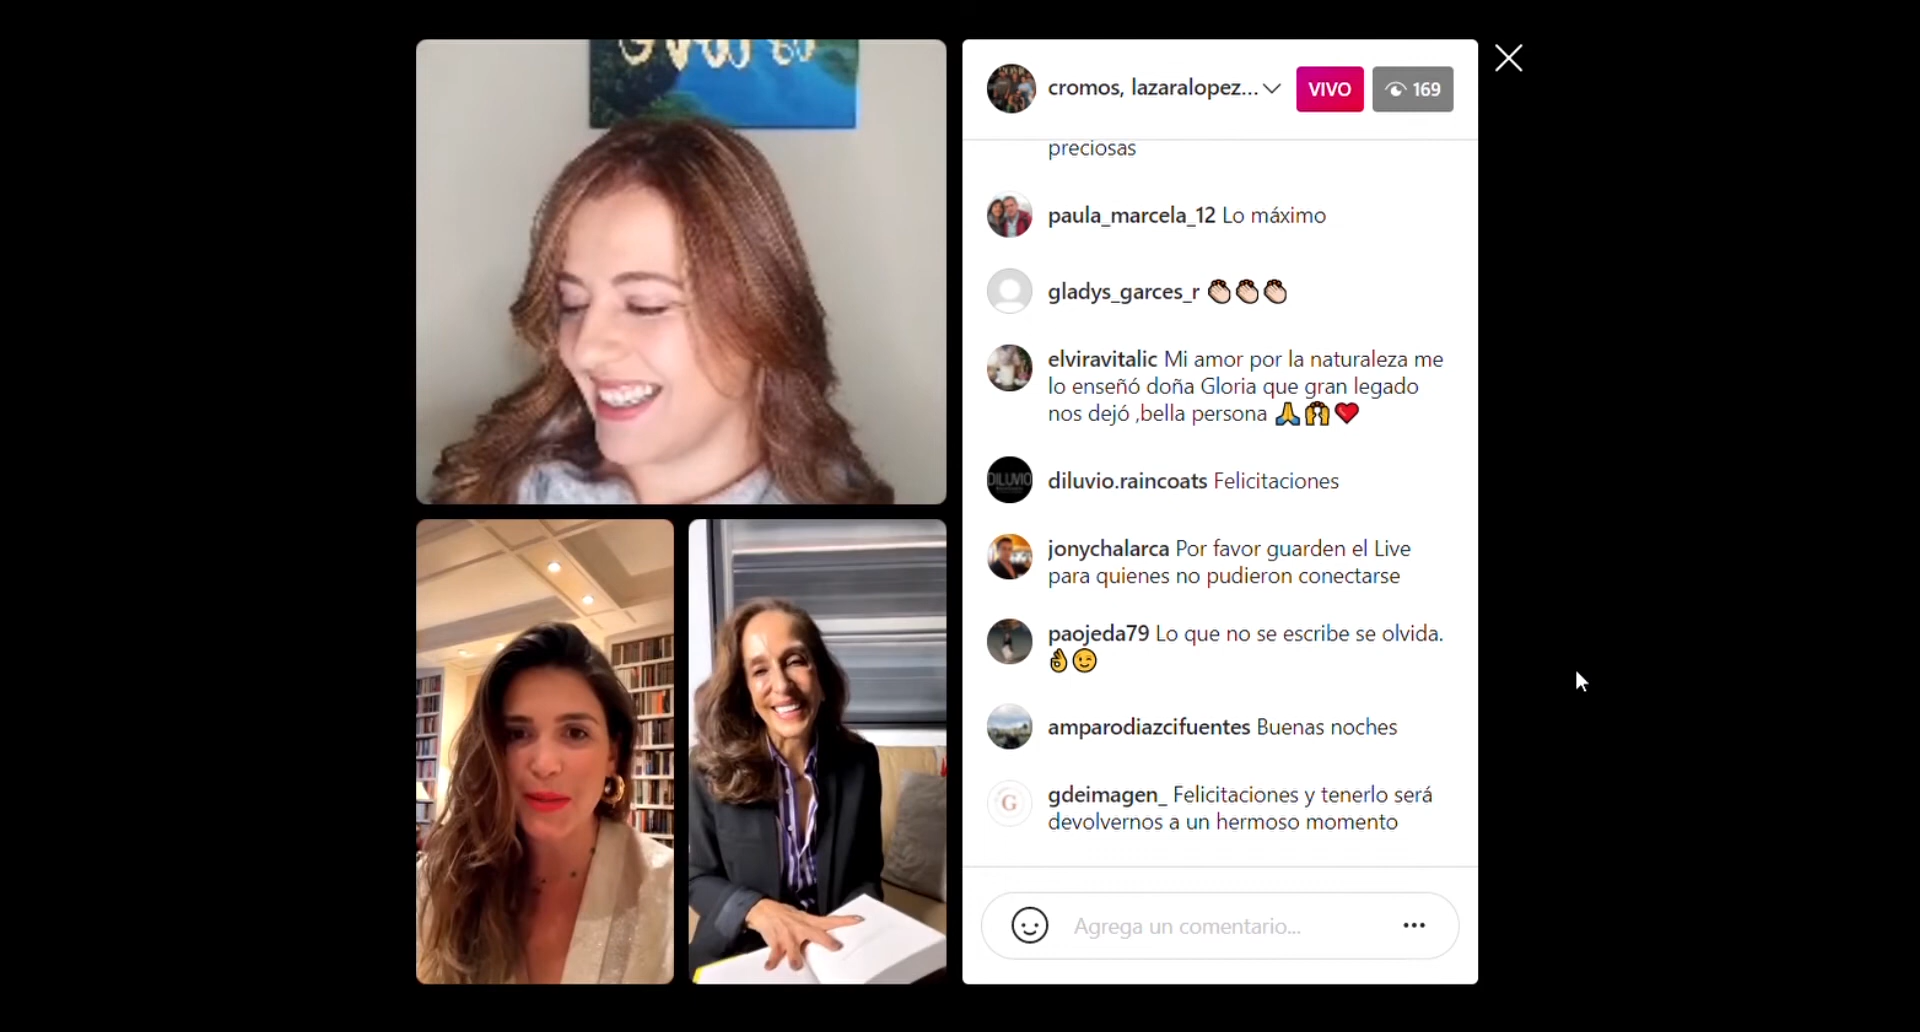 cromos, lazaralopez...
VIVO
169
preciosas
paula_marcela_12 Lo máximo
gladys_garces_r 👏🏻👏🏻👏🏻
elviravitalic Mi amor por la naturaleza me
lo enseñó doña Gloria que gran legado
nos dejó ,bella persona 🙏🙌❤️
DILUVIO
diluvio.raincoats Felicitaciones
jonychalarca Por favor guarden el Live
para quienes no pudieron conectarse
paojeda79 Lo que no se escribe se olvida.
👌😉
amparodiazcifuentes Buenas noches
G
gdeimagen_ Felicitaciones y tenerlo será
devolvernos a un hermoso momento
Agrega un comentario...